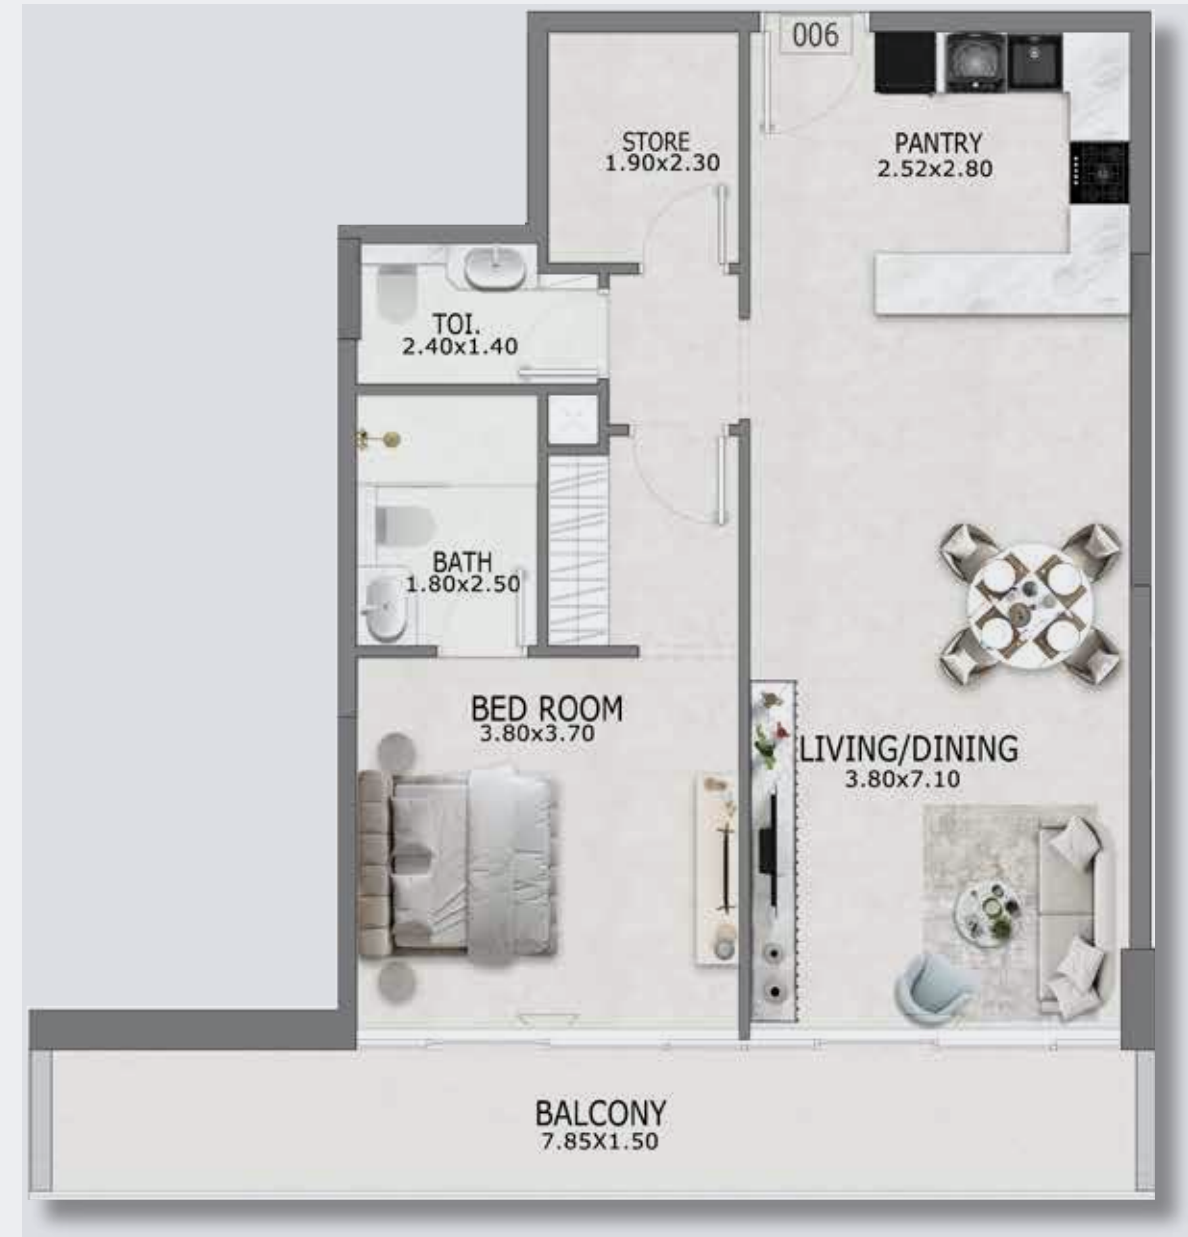 006
STORE
1.90x2.30
PANTRY
2.52x2.80
TOI.
2.40x1.40
BATH
1.80x2.50
BED ROOM
3.80x3.70
LIVING/DINING
3.80x7.10
BALCONY
7.85X1.50